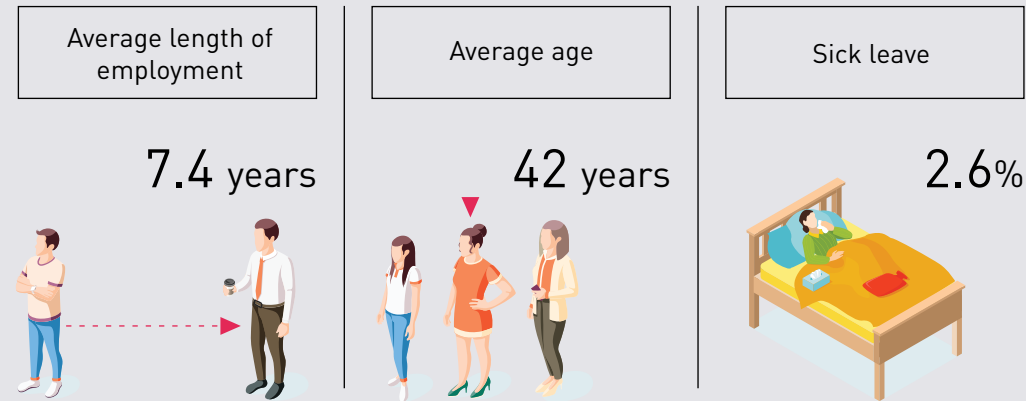 Average length of
employment
7.4 years
Average age
42 years
Sick leave
2.6%